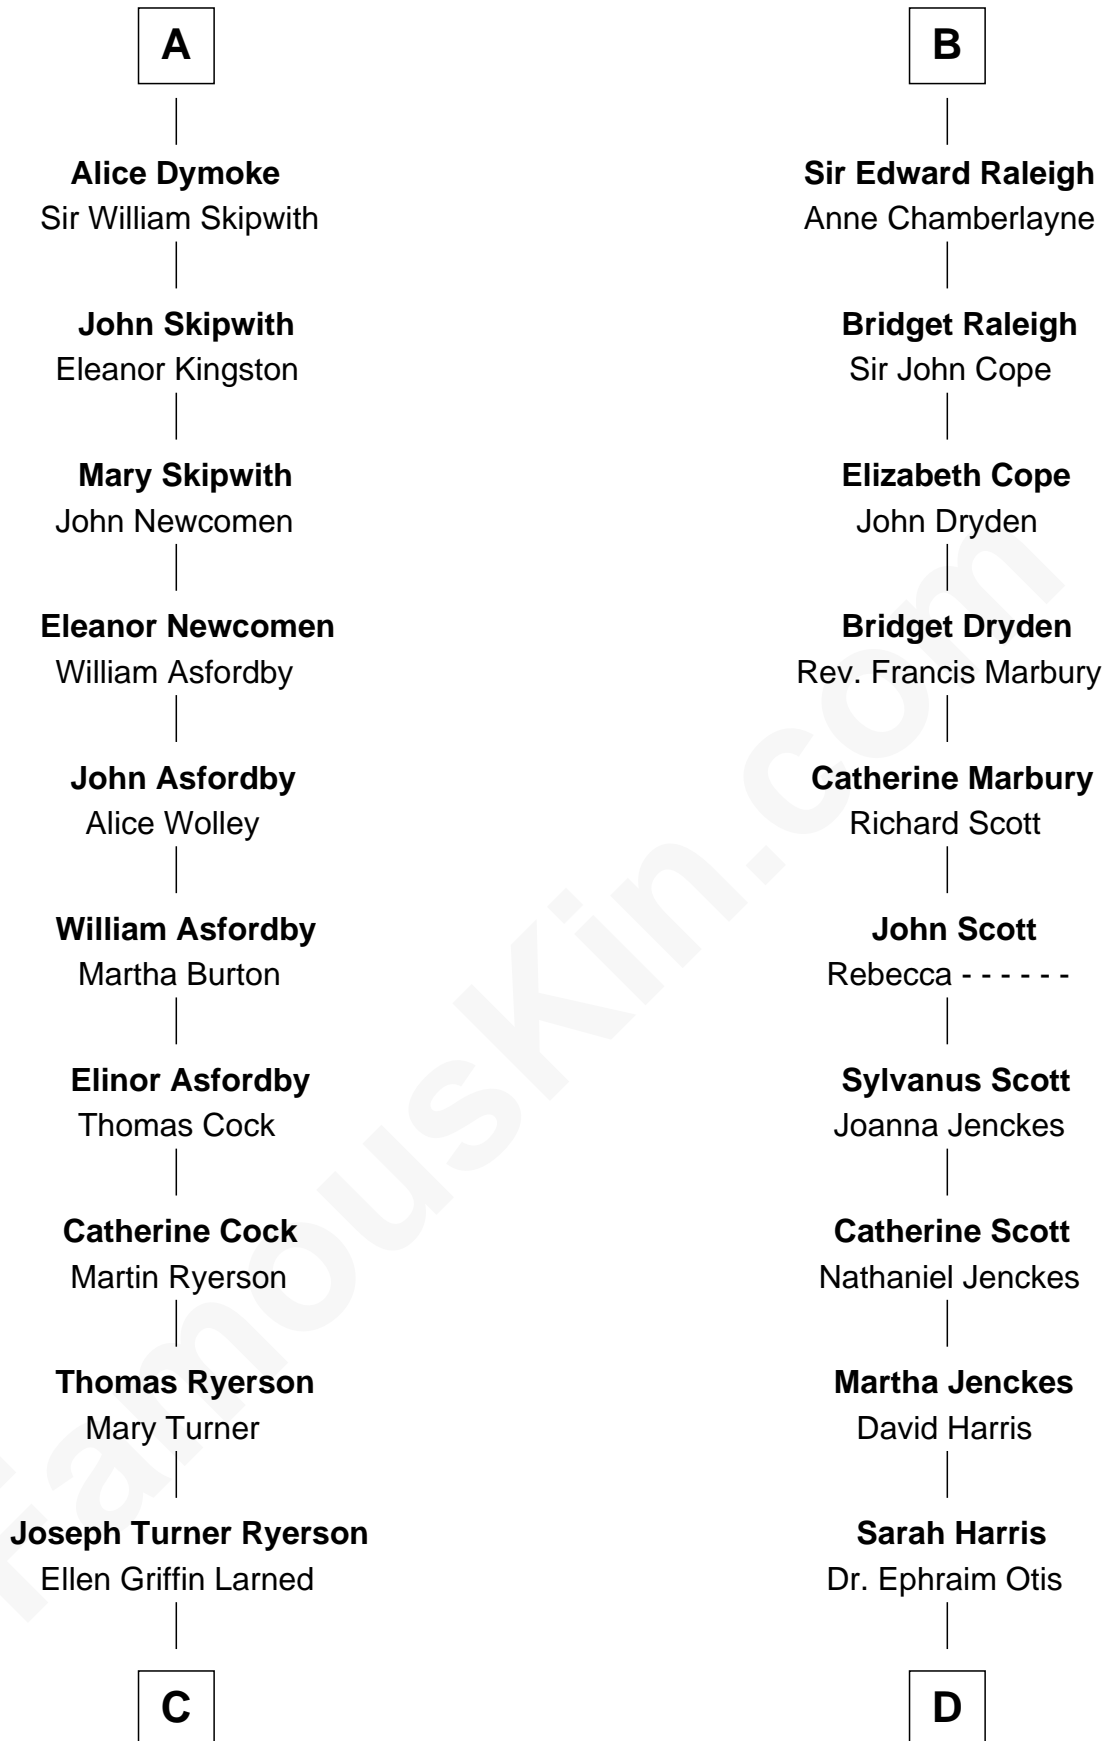 A
Alice Dymoke
Sir William Skipwith
John Skipwith
Eleanor Kingston
Mary Skipwith
John Newcomen
Eleanor Newcomen
William Asfordby
John Asfordby
Alice Wolley
William Asfordby
Martha Burton
Elinor Asfordby
Thomas Cock
Catherine Cock
Martin Ryerson
Thomas Ryerson
Mary Turner
Joseph Turner Ryerson
Ellen Griffin Larned
C
B
Sir Edward Raleigh
Anne Chamberlayne
Bridget Raleigh
Sir John Cope
Elizabeth Cope
John Dryden
Bridget Dryden
Rev. Francis Marbury
Catherine Marbury
Richard Scott
John Scott
Rebecca - - - - - -
Sylvanus Scott
Joanna Jenckes
Catherine Scott
Nathaniel Jenckes
Martha Jenckes
David Harris
Sarah Harris
Dr. Ephraim Otis
D
FamousKin.com